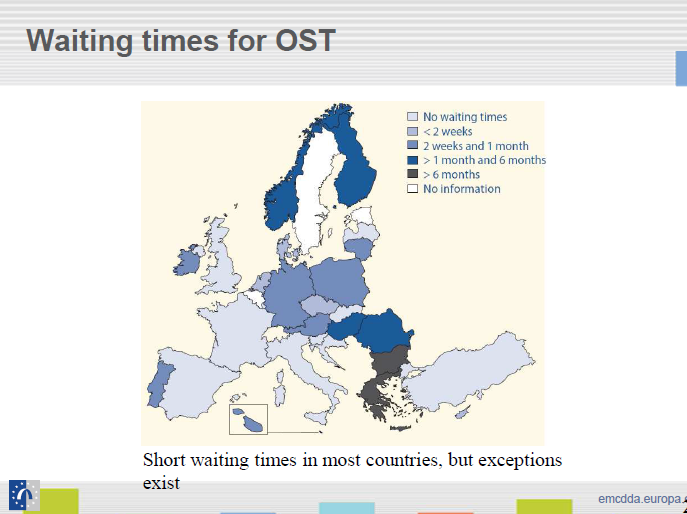 Waiting times for OST
No waiting times
< 2 weeks
2 weeks and 1 month
> 1 month and 6 months
> 6 months
No information
Short waiting times in most countries, but exceptions
exist
emcdda.europa.